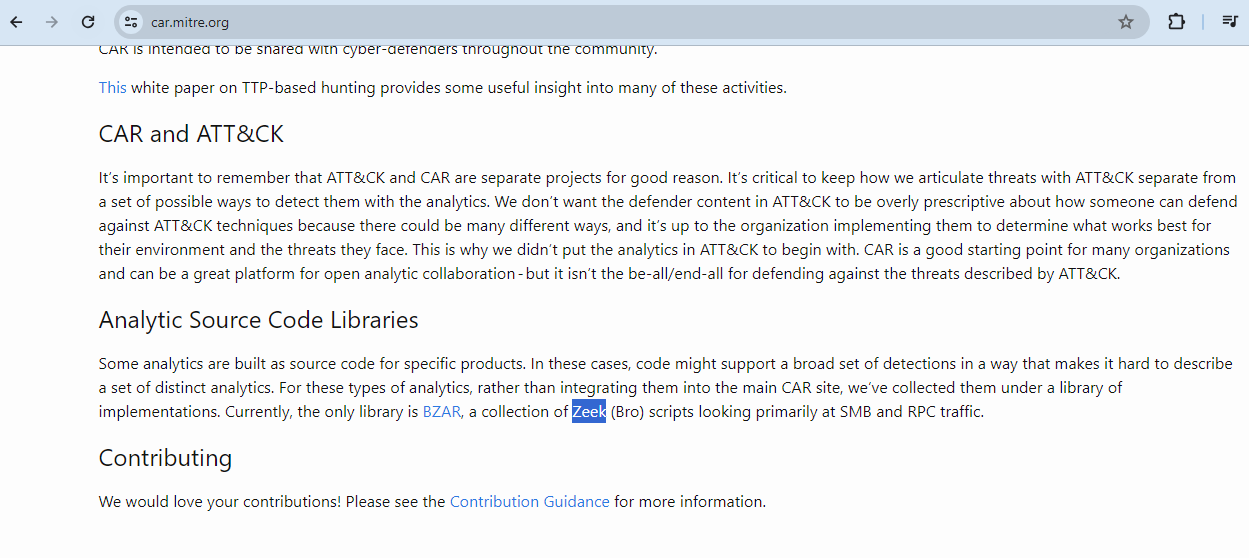 car.mitre.org
CAR is intended to be shared with cyber-defenders throughout the community.
This white paper on TTP-based hunting provides some useful insight into many of these activities.
CAR and ATT&CK
It’s important to remember that ATT&CK and CAR are separate projects for good reason. It’s critical to keep how we articulate threats with ATT&CK separate from
a set of possible ways to detect them with the analytics. We don’t want the defender content in ATT&CK to be overly prescriptive about how someone can defend
against ATT&CK techniques because there could be many different ways, and it’s up to the organization implementing them to determine what works best for
their environment and the threats they face. This is why we didn’t put the analytics in ATT&CK to begin with. CAR is a good starting point for many organizations
and can be a great platform for open analytic collaboration - but it isn’t the be-all/end-all for defending against the threats described by ATT&CK.
Analytic Source Code Libraries
Some analytics are built as source code for specific products. In these cases, code might support a broad set of detections in a way that makes it hard to describe
a set of distinct analytics. For these types of analytics, rather than integrating them into the main CAR site, we’ve collected them under a library of
implementations. Currently, the only library is BZAR, a collection of Zeek (Bro) scripts looking primarily at SMB and RPC traffic.
Contributing
We would love your contributions! Please see the Contribution Guidance for more information.